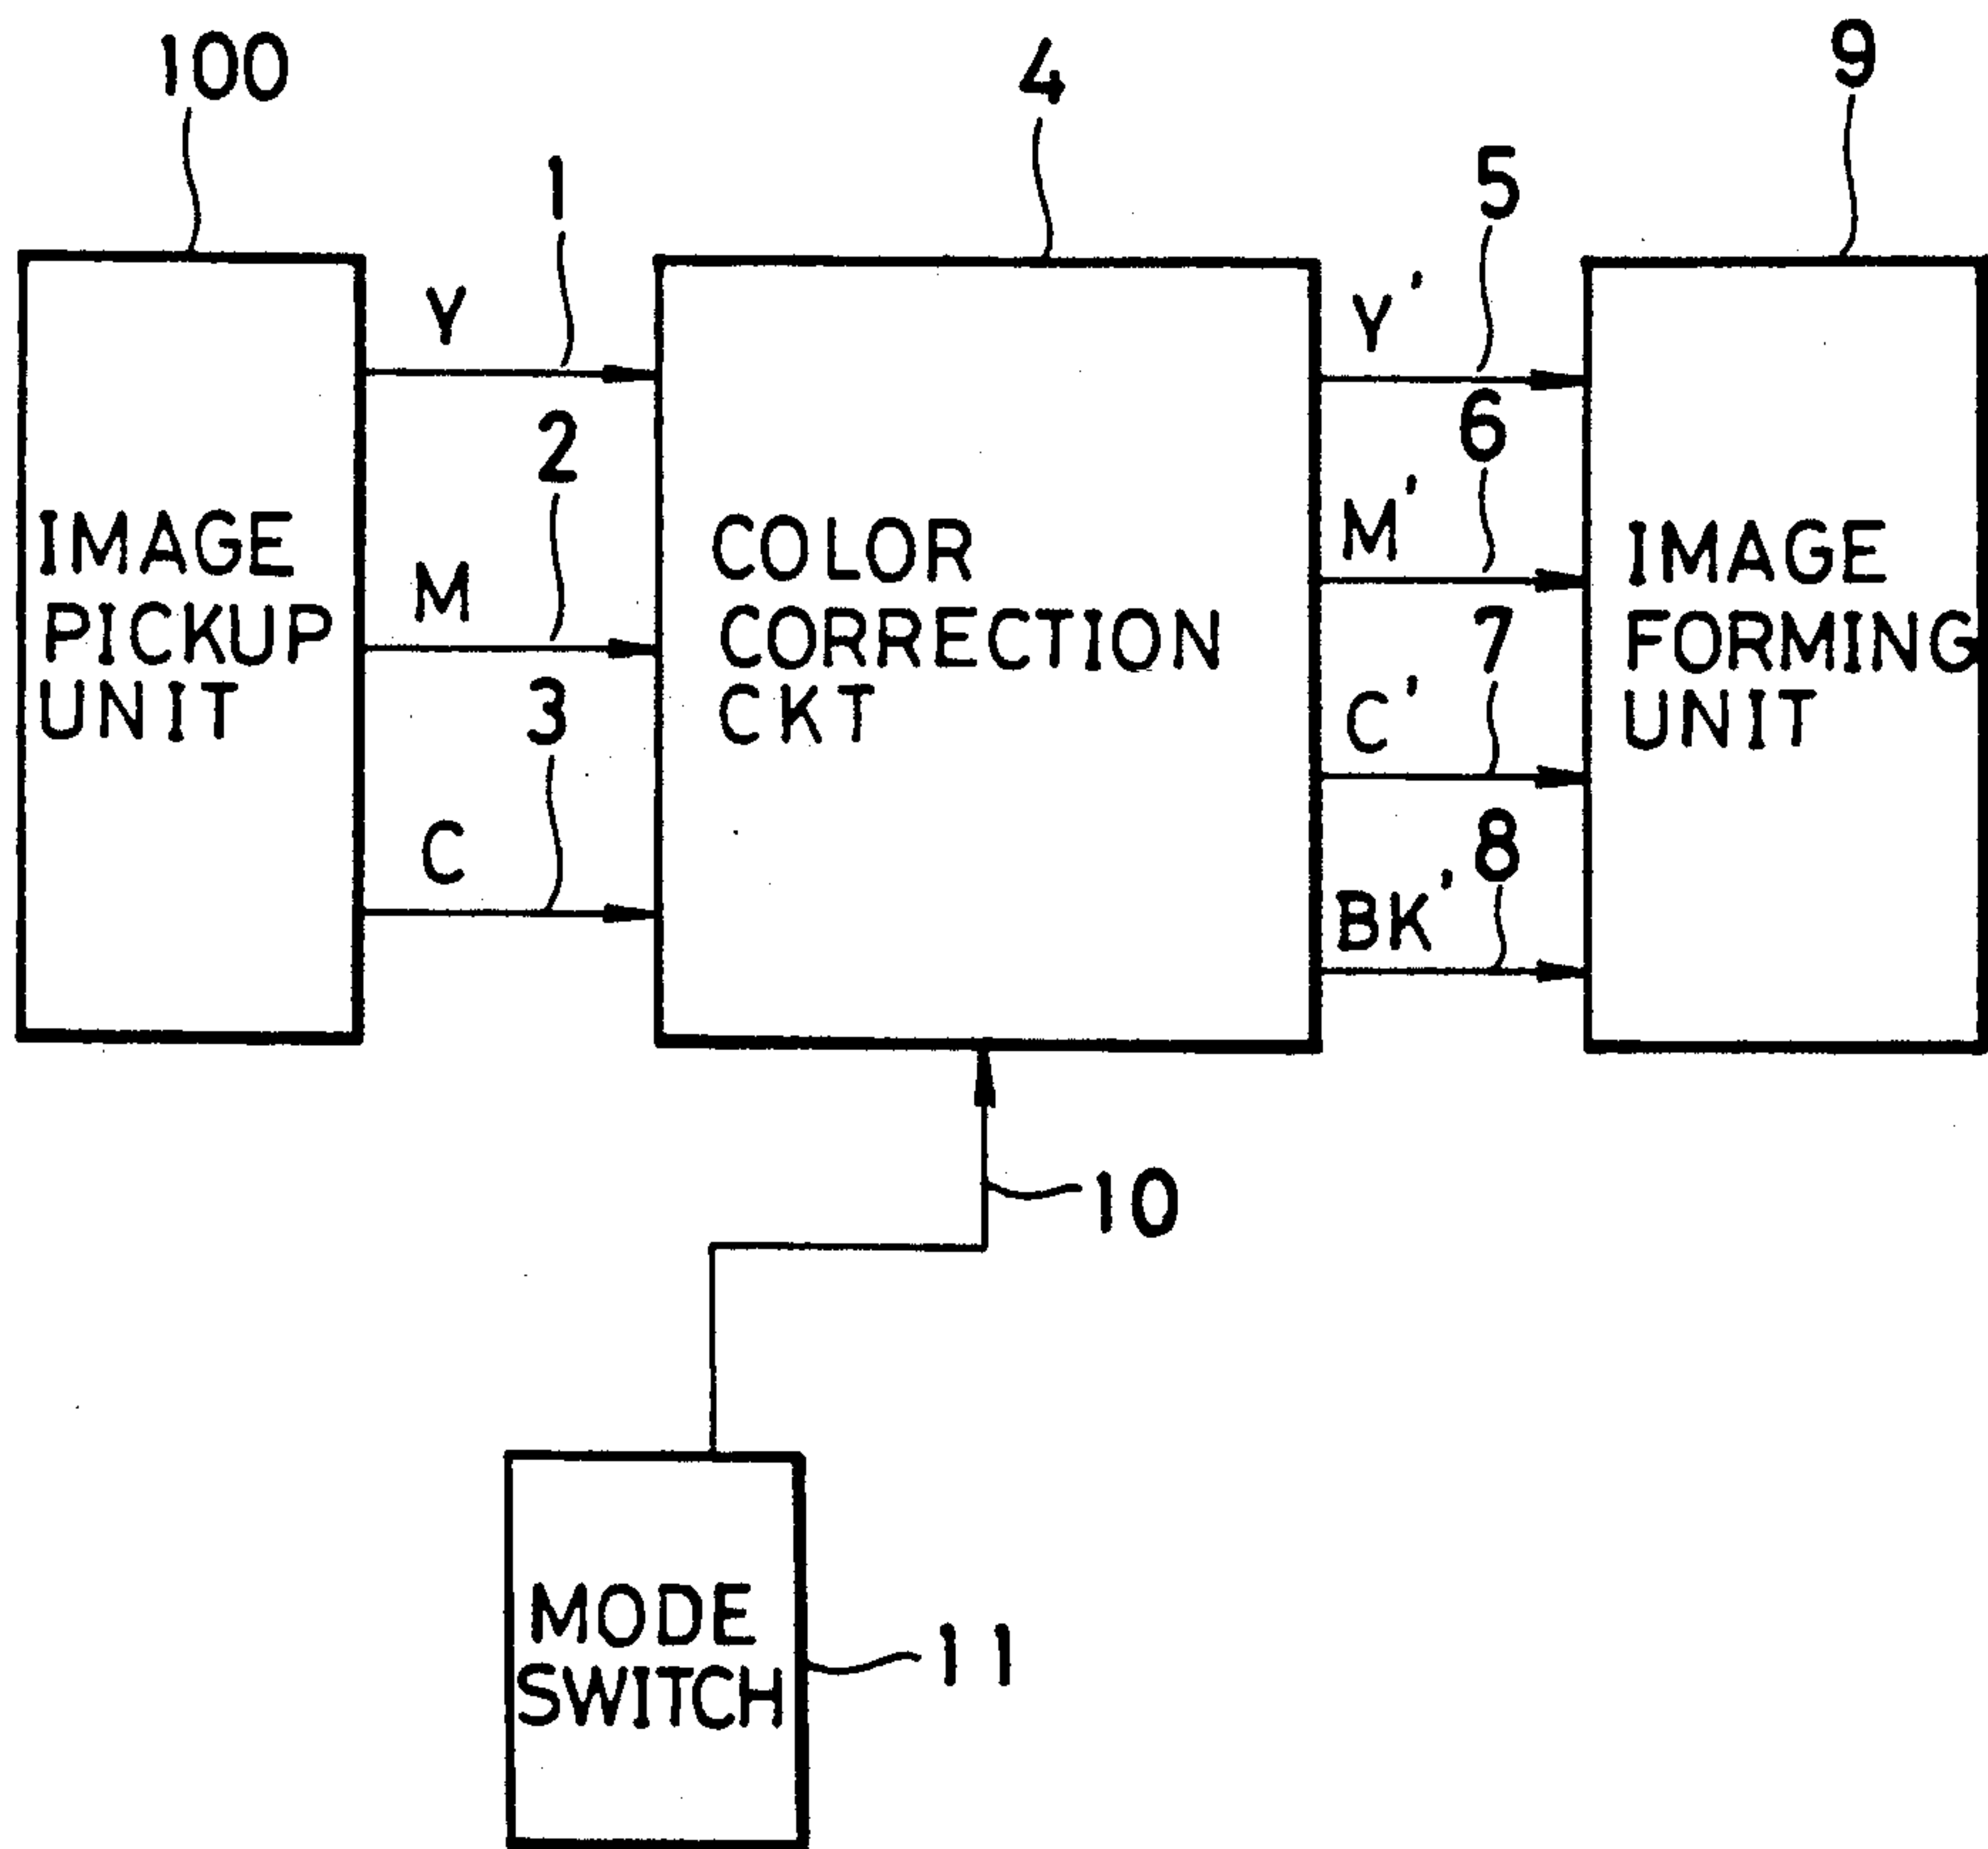 100
4
9
1
5
Y
Y'
2
6
M
M'
IMAGE
PICKUP
UNIT
COLOR
CORRECTION
CKT
IMAGE
FORMING
UNIT
3
7
C
C'
8
BK'
10
MODE
SWITCH
11